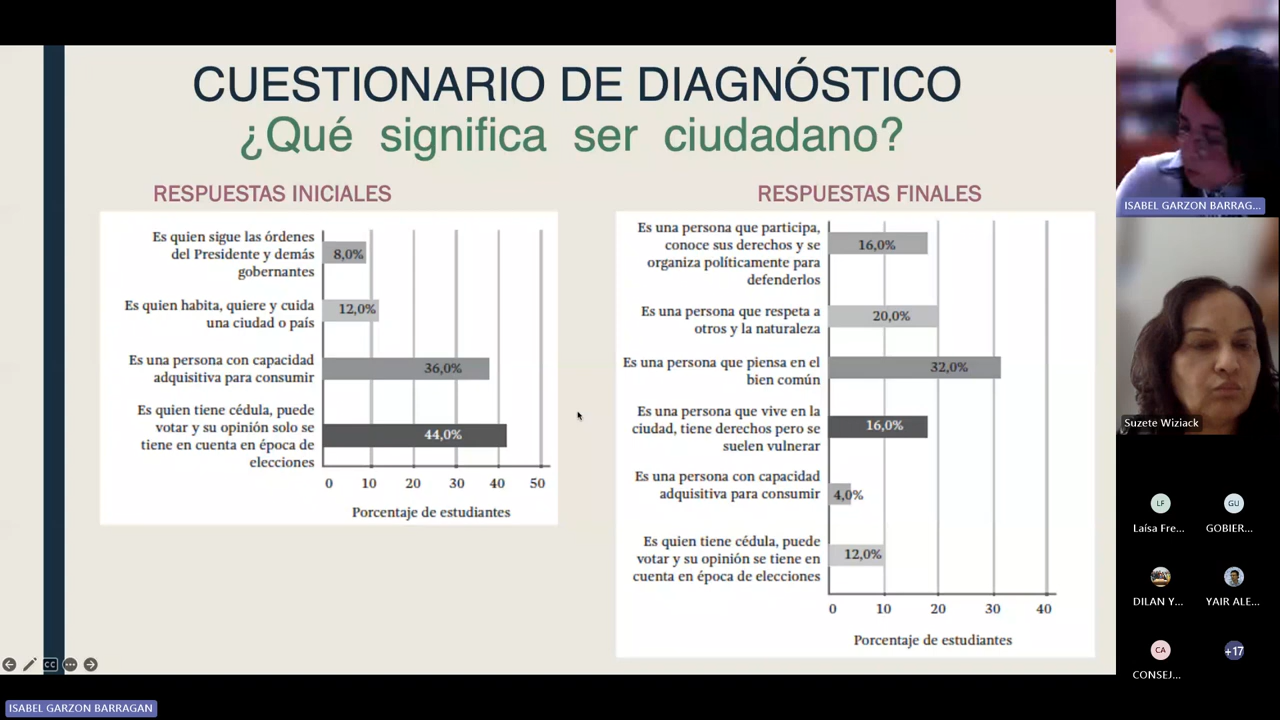 CUESTIONARIO DE DIAGNÓSTICO
¿Qué significa ser ciudadano?
RESPUESTAS INICIALES
Es quien sigue las órdenes
del Presidente y demás
gobernantes
8,0%
Es quien habita, quiere y cuida
una ciudad o país
12,0%
Es una persona con capacidad
adquisitiva para consumir
36,0%
Es quien tiene cédula, puede
votar y su opinión solo se
tiene en cuenta en época de
elecciones
44,0%
0 10 20 30 40 50
Porcentaje de estudiantes
RESPUESTAS FINALES
Es una persona que participa,
conoce sus derechos y se
organiza políticamente para
defenderlos
16,0%
Es una persona que respeta a
otros y la naturaleza
20,0%
Es una persona que piensa en el
bien común
32,0%
Es una persona que vive en la
ciudad, tiene derechos pero se
suelen vulnerar
16,0%
Es una persona con capacidad
adquisitiva para consumir
4,0%
Es quien tiene cédula, puede
votar y su opinión se tiene en
cuenta en época de elecciones
12,0%
0 10 20 30 40
Porcentaje de estudiantes
CC
ISABEL GARZON BARRAGAN
ISABEL GARZON BARRAG...
Suzete Wiziack
LF
Laísa Fre...
GU
GOBIER...
DILAN Y...
YAIR ALE...
CA
CONSEJ...
+17